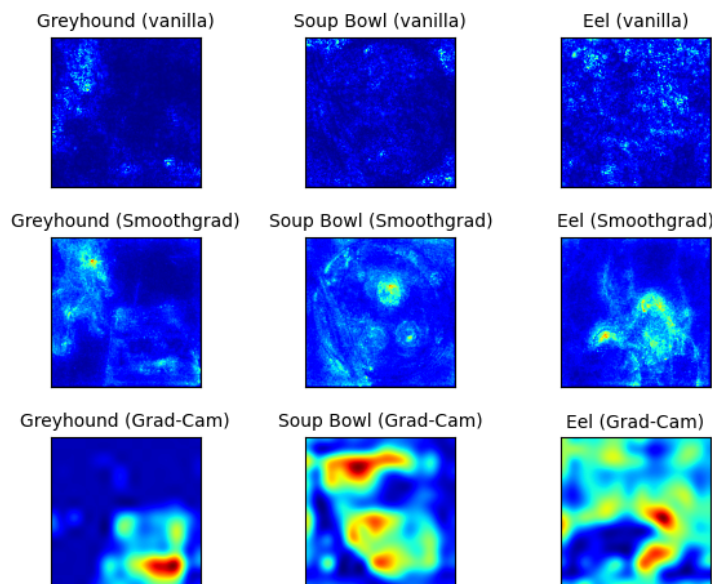 Greyhound (vanilla)
Soup Bowl (vanilla)
Eel (vanilla)
Greyhound (Smoothgrad)
Soup Bowl (Smoothgrad)
Eel (Smoothgrad)
Greyhound (Grad-Cam)
Soup Bowl (Grad-Cam)
Eel (Grad-Cam)